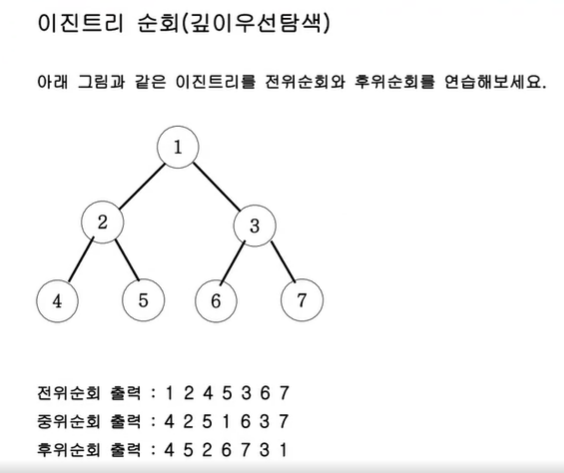 이진트리 순회(깊이우선탐색)
아래 그림과 같은 이진트리를 전위순회와 후위순회를 연습해보세요.
1
2
3
4
5
6
7
전위순회 출력 : 1 2 4 5 3 6 7
중위순회 출력 : 4 2 5 1 6 3 7
후위순회 출력 : 4 5 2 6 7 3 1